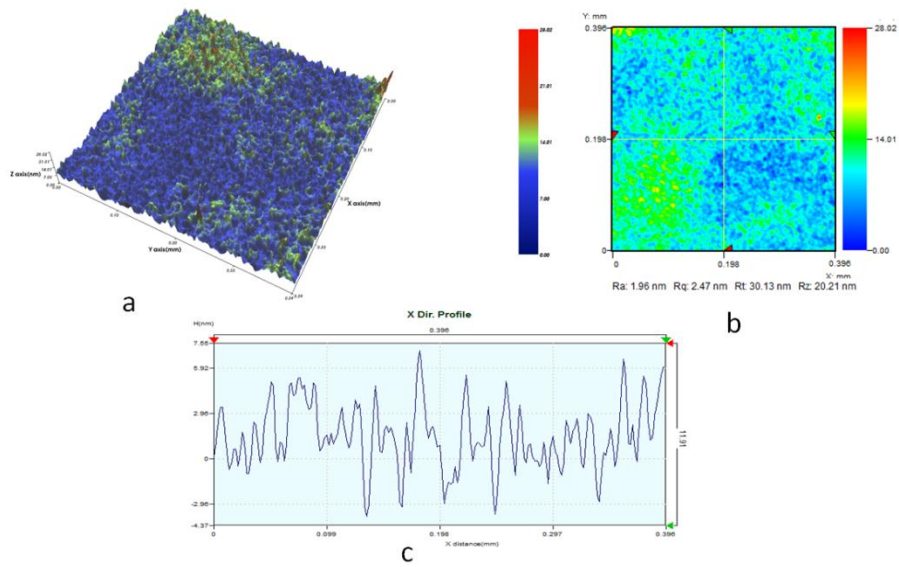 28.02
21.01
14.01
7.00
0.00
Z axis(nm)
Y axis(mm)
X axis(mm)
a
Y: mm
0.396
0.198
0
0
0.198
0.396
X: mm
28.02
14.01
0.00
Ra: 1.96 nm Rq: 2.47 nm Rt: 30.13 nm Rz: 20.21 nm
b
X Dir. Profile
H(nm)
0.396
7.55
5.92
2.96
0
-2.96
-4.37
11.91
0
0.099
0.198
0.297
0.396
X distance(mm)
c